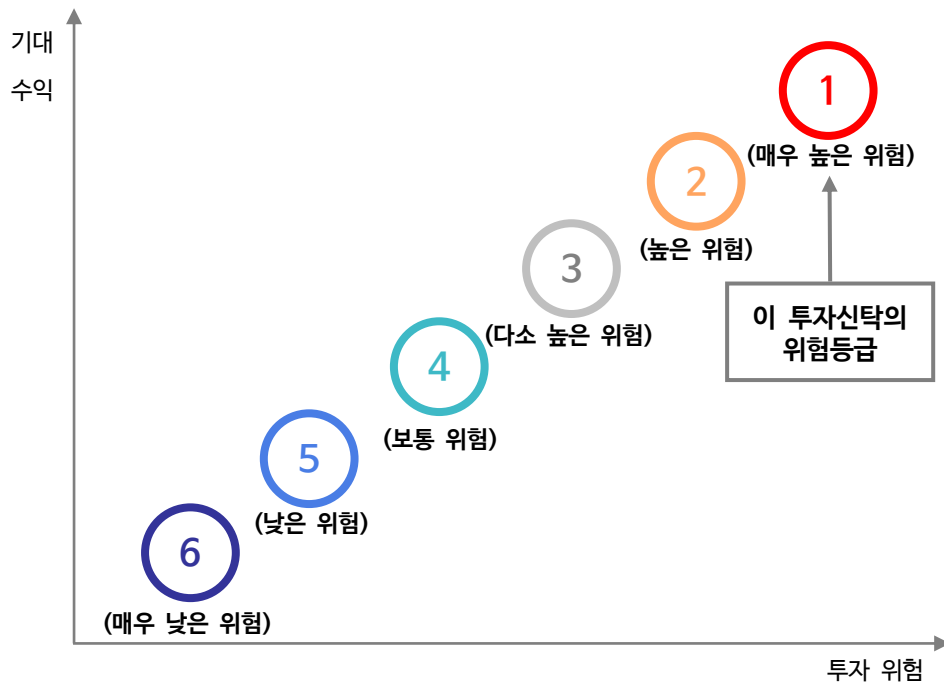 기대
수익
1
(매우 높은 위험)
2
(높은 위험)
3
(다소 높은 위험)
이 투자신탁의
위험등급
4
(보통 위험)
5
(낮은 위험)
6
(매우 낮은 위험)
투자 위험